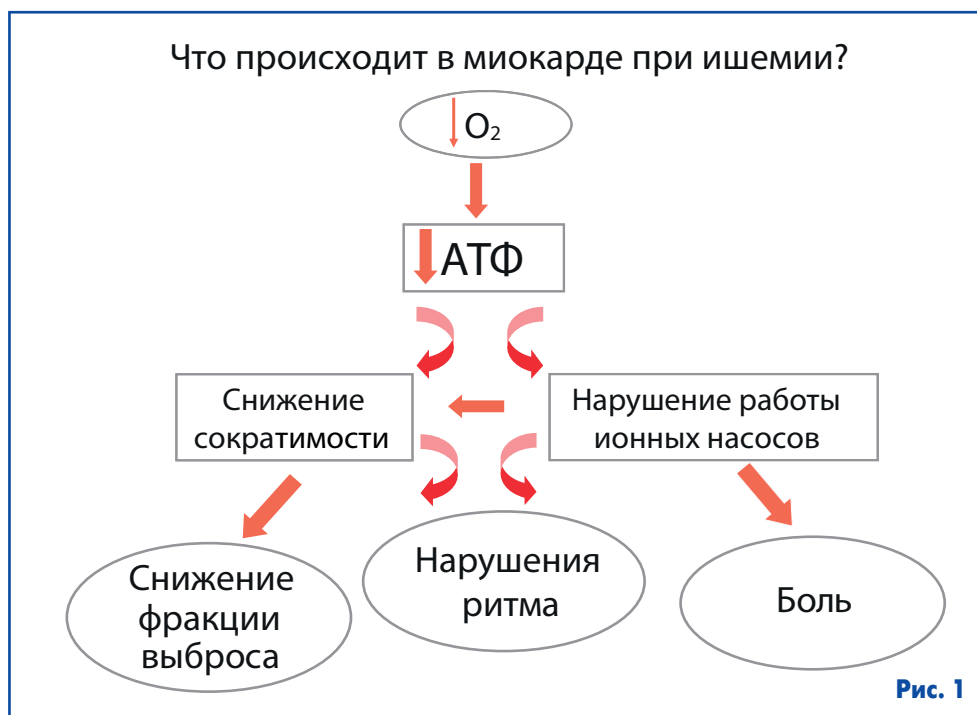 Что происходит в миокарде при ишемии?
O₂
АТФ
Снижение
сократимости
Нарушение работы
ионных насосов
Снижение
фракции
выброса
Нарушения
ритма
Боль
Рис. 1